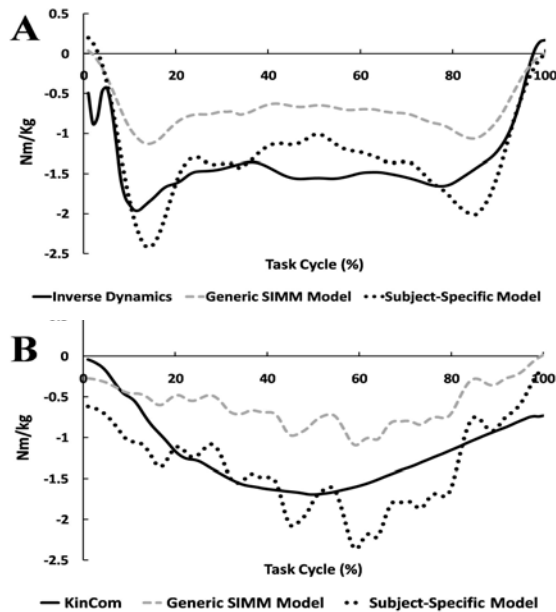 A
0.5
0
-0.5
-1
-1.5
-2
-2.5
20 40 60 80 100
Nm/Kg
Task Cycle (%)
Inverse Dynamics Generic SIMM Model Subject-Specific Model
B
0
-0.5
-1
-1.5
-2
-2.5
20 40 60 80 100
Nm/kg
Task Cycle (%)
KinCom Generic SIMM Model Subject-Specific Model